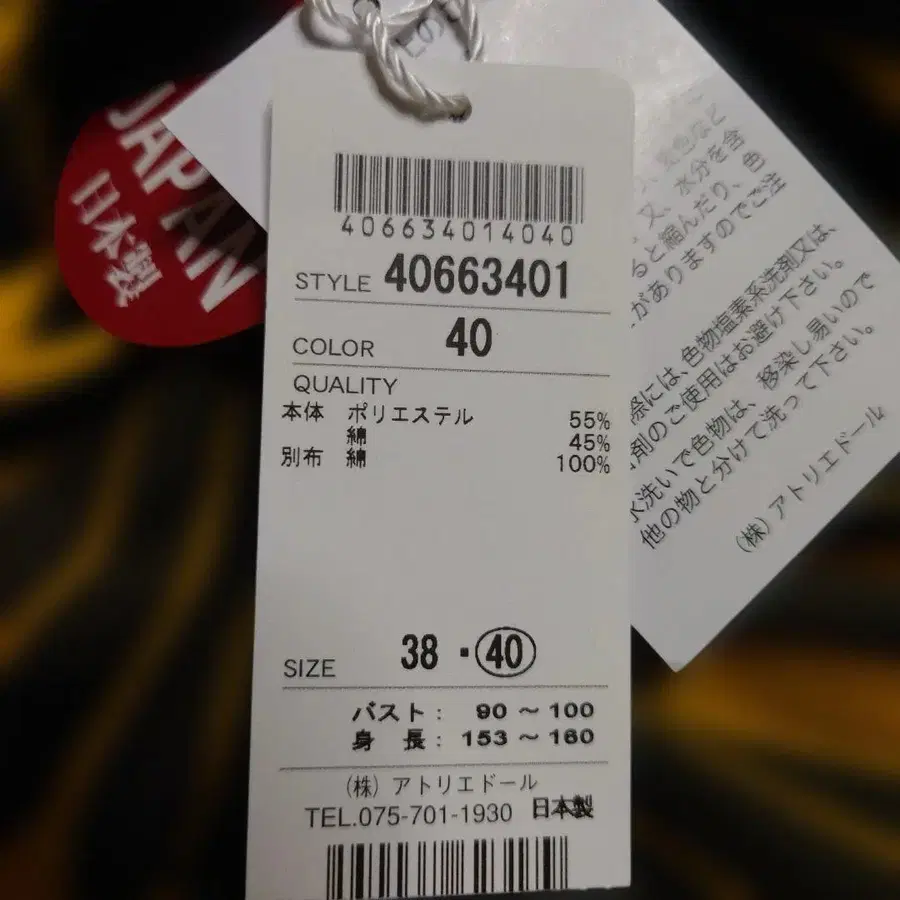 JAPAN
日本製
406634014040
STYLE 40663401
COLOR 40
QUALITY
本体 ポリエステル 55%
綿 45%
別布 綿 100%
SIZE 38・40
バスト: 90 ～ 100
身 長: 153 ～ 160
(株) アトリエドール
TEL.075-701-1930 日本製
又、水分を含
ると縮んだり、
がありますのでご注
際には、色物塩素系洗剤又は、
剤のご使用はお避け下さい。
水洗いで色物は、移染し易いので
他の物と分けて洗って下さい。
(株) アトリエドール